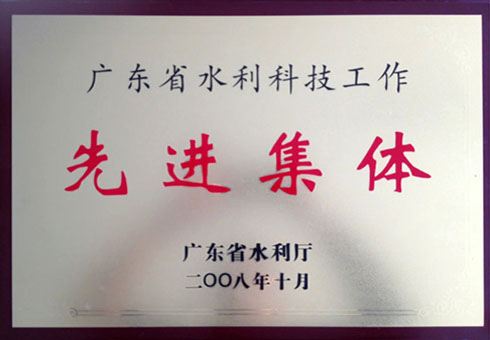 广东省水利科技工作
先进集体
广东省水利厅
二〇〇八年十月